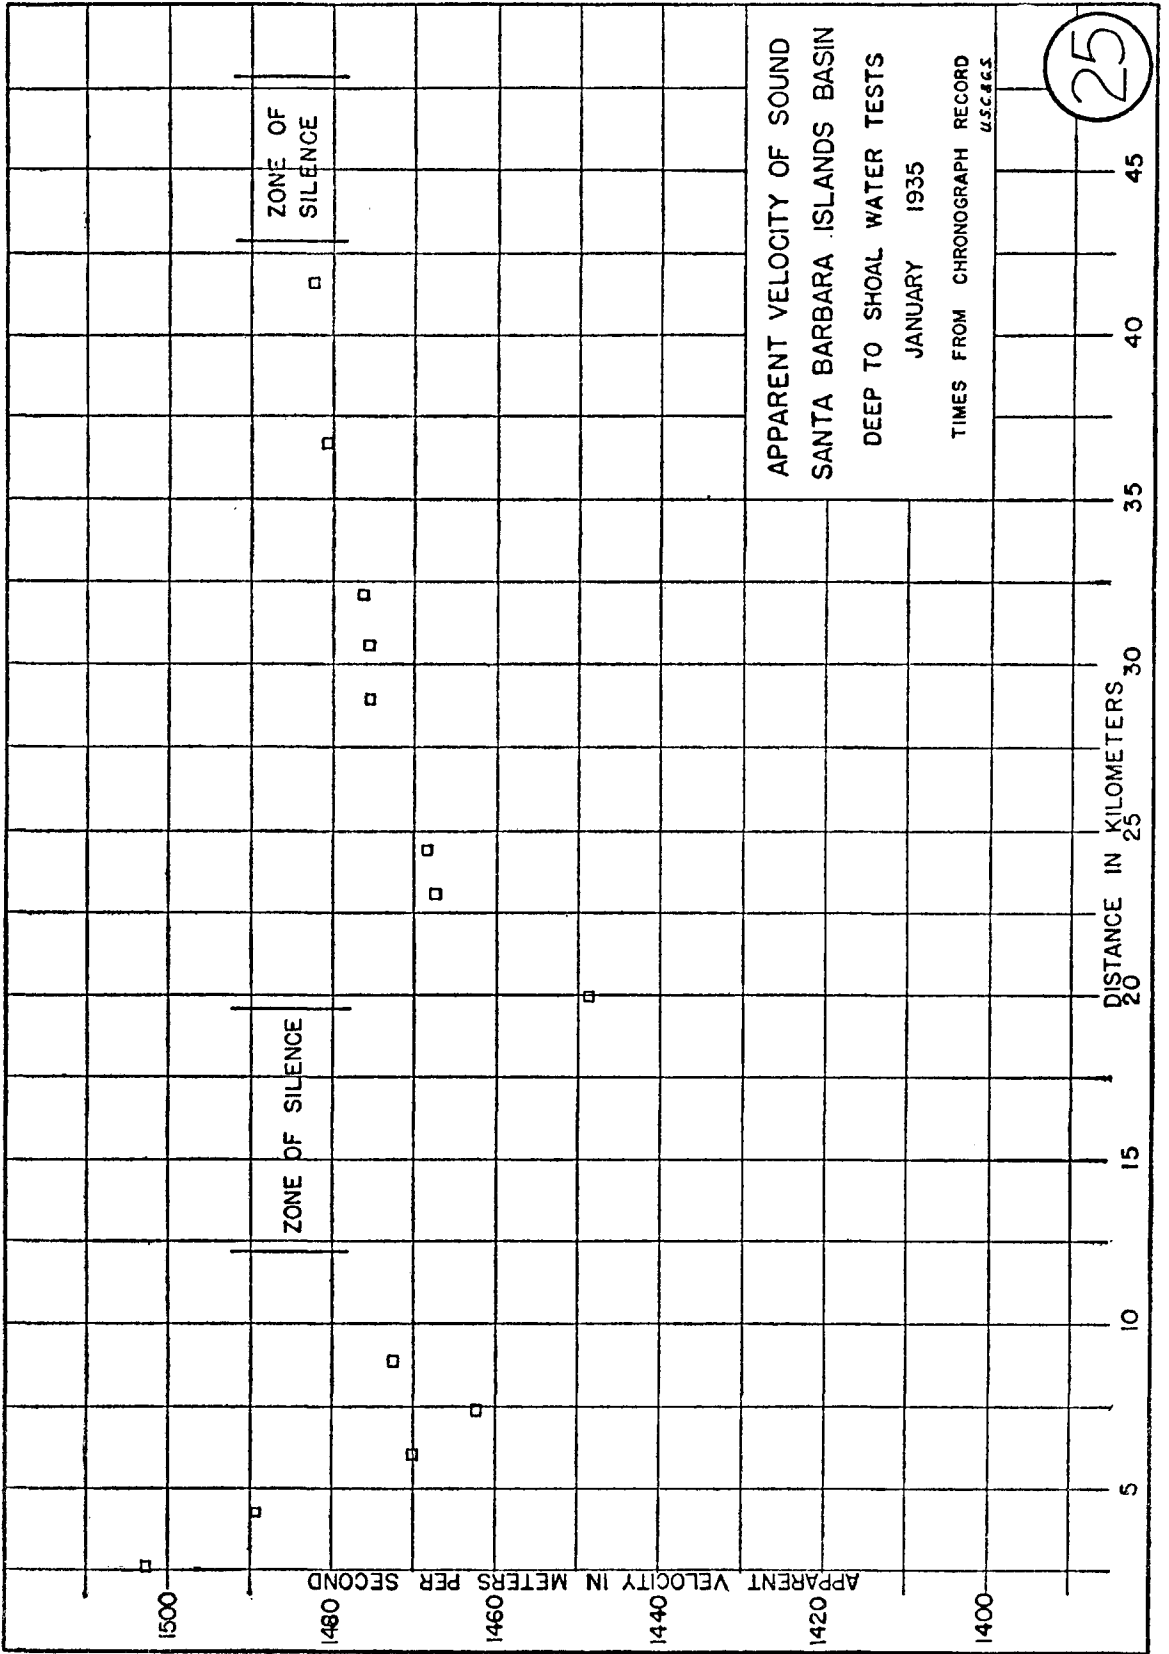 APPARENT VELOCITY OF SOUND
SANTA BARBARA ISLANDS BASIN
DEEP TO SHOAL WATER TESTS
JANUARY 1935
TIMES FROM CHRONOGRAPH RECORD
U.S.C.&G.S.
25
ZONE OF SILENCE
ZONE OF
SILENCE
APPARENT VELOCITY IN METERS PER SECOND
1500
1480
1460
1440
1420
1400
5
10
15
20
25
30
35
40
45
DISTANCE IN KILOMETERS